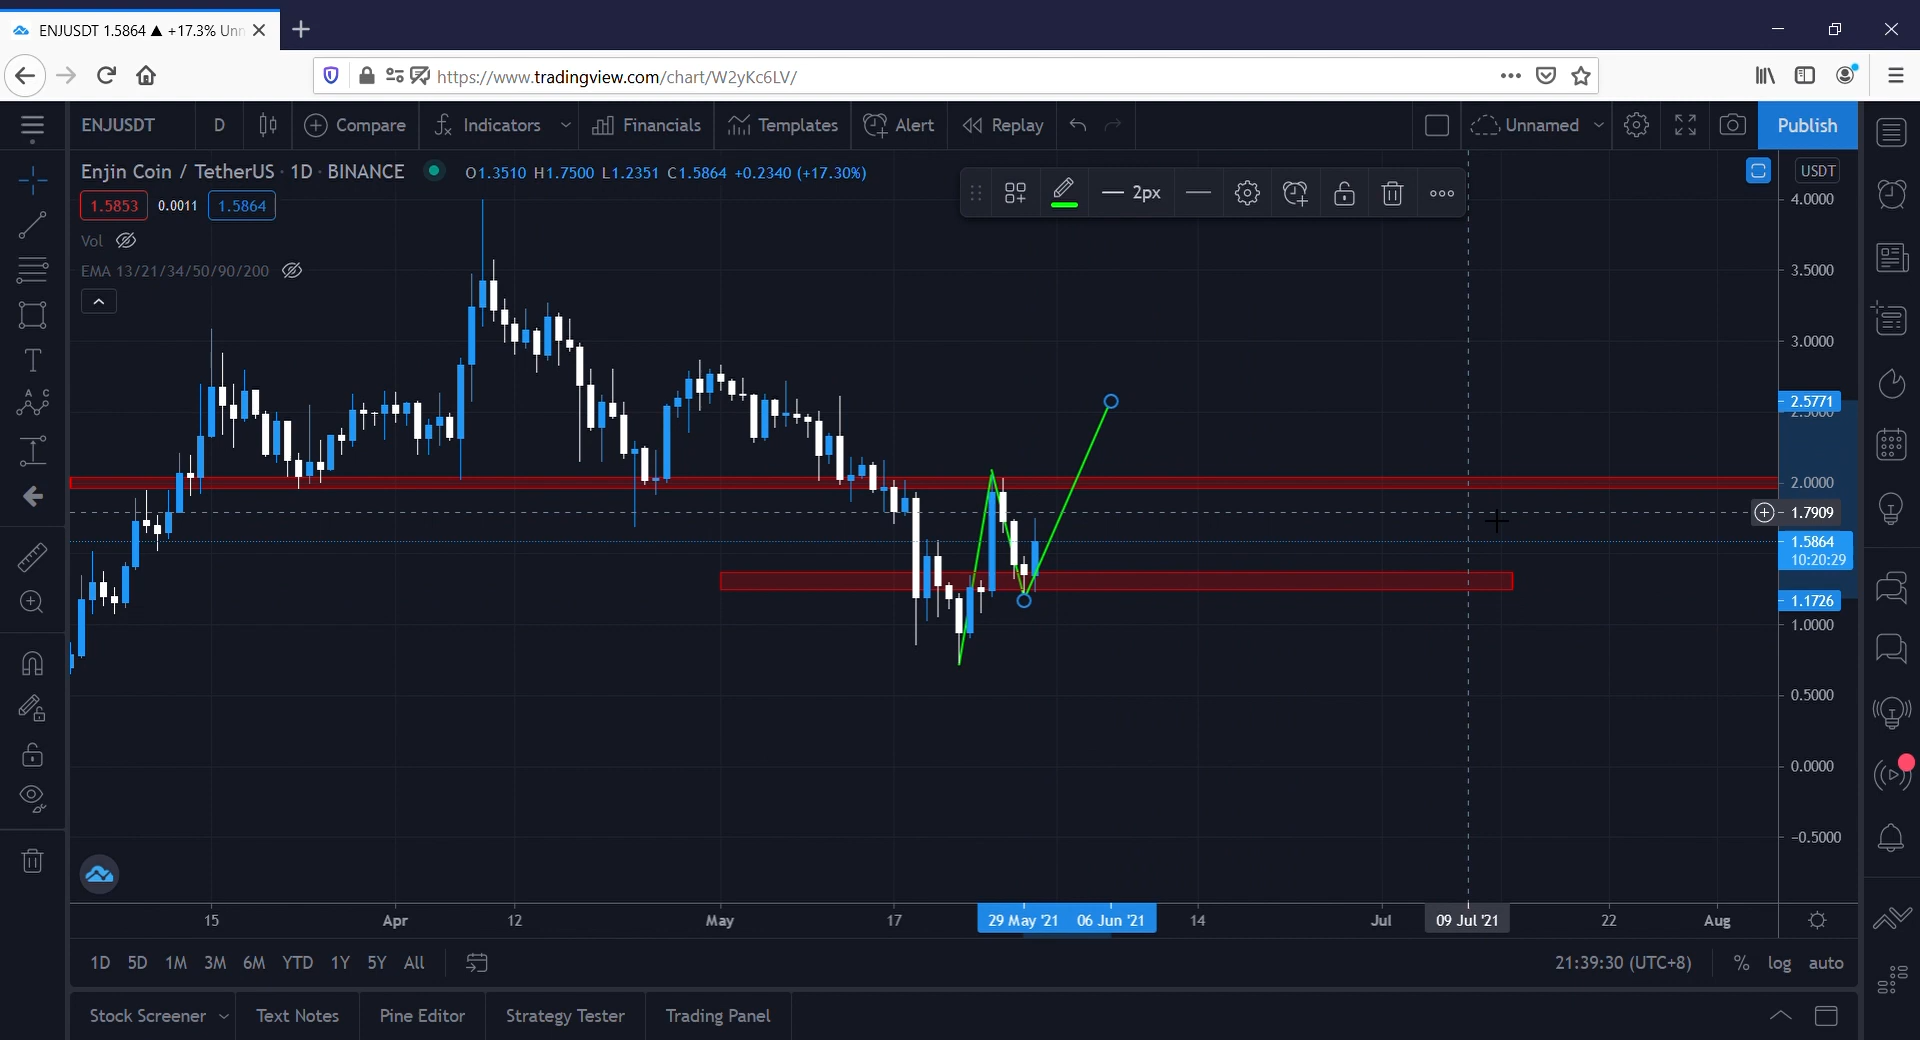 ENJUSDT 1.5864 ▲ +17.3% Unn
https://www.tradingview.com/chart/W2yKc6LV/
ENJUSDT D Compare Indicators Financials Templates Alert Replay Unnamed Publish
Enjin Coin / TetherUS · 1D · BINANCE O1.3510 H1.7500 L1.2351 C1.5864 +0.2340 (+17.30%)
USDT
2px
1.5853 0.0011 1.5864
Vol
EMA 13/21/34/50/90/200
4.0000
3.5000
3.0000
2.5771
2.5000
2.0000
1.7909
1.5864
10:20:29
1.1726
1.0000
0.5000
0.0000
-0.5000
15 Apr 12 May 17 29 May '21 06 Jun '21 14 Jul 09 Jul '21 22 Aug
1D 5D 1M 3M 6M YTD 1Y 5Y All 21:39:30 (UTC+8) % log auto
Stock Screener Text Notes Pine Editor Strategy Tester Trading Panel